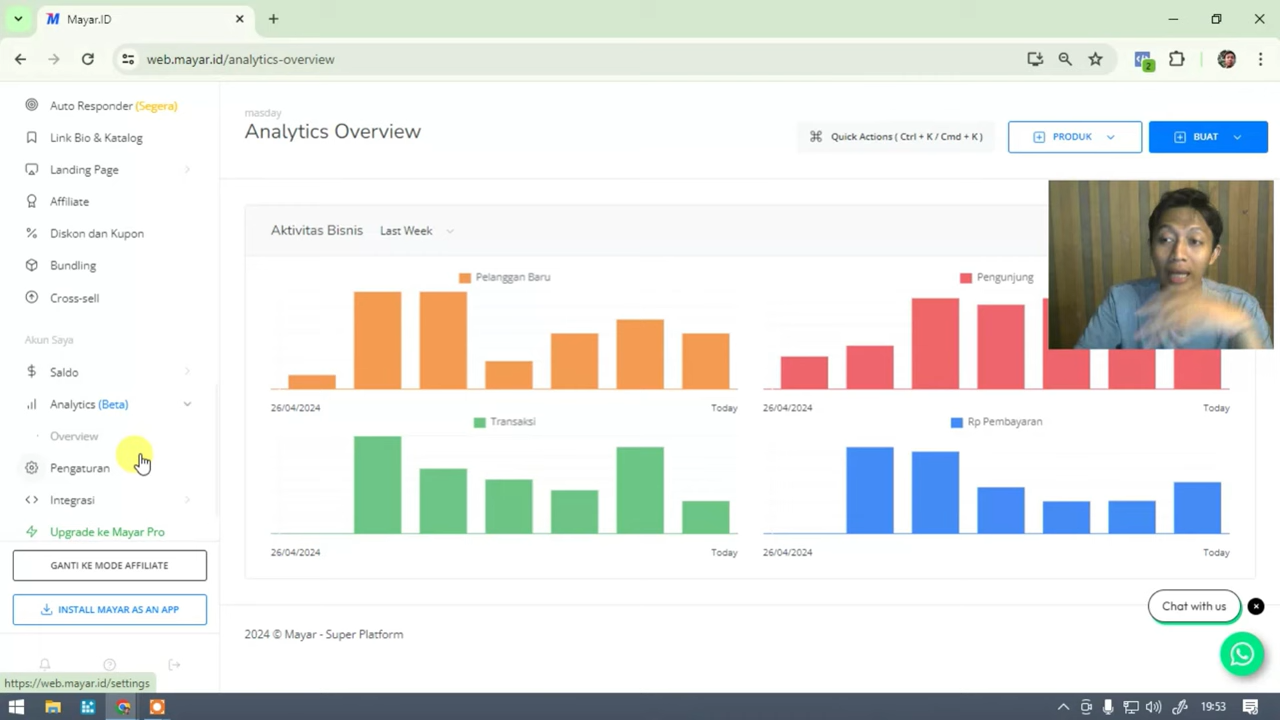 Mayar.ID
web.mayar.id/analytics-overview
2
Auto Responder (Segera)
Link Bio & Katalog
Landing Page
Affiliate
Diskon dan Kupon
Bundling
Cross-sell
Akun Saya
Saldo
Analytics (Beta)
Overview
Pengaturan
Integrasi
Upgrade ke Mayar Pro
GANTI KE MODE AFFILIATE
INSTALL MAYAR AS AN APP
https://web.mayar.id/settings
masday
Analytics Overview
Quick Actions ( Ctrl + K / Cmd + K )
PRODUK
BUAT
Aktivitas Bisnis Last Week
Pelanggan Baru
26/04/2024 Today
Pengunjung
26/04/2024 Today
Transaksi
26/04/2024 Today
Rp Pembayaran
26/04/2024 Today
2024 © Mayar - Super Platform
Chat with us
19:53